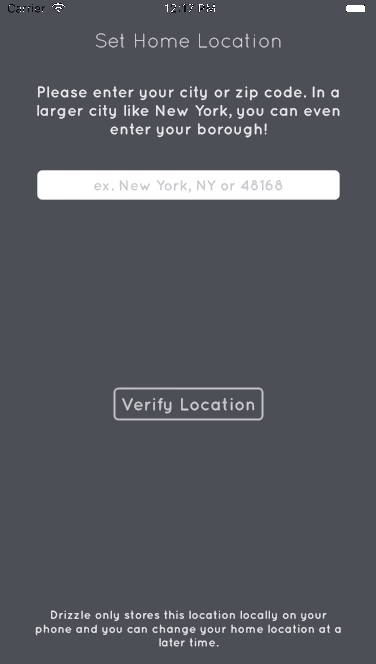 Carrier 12:17 PM
Set Home Location
Please enter your city or zip code. In a
larger city like New York, you can even
enter your borough!
ex. New York, NY or 48168
Verify Location
Drizzle only stores this location locally on your
phone and you can change your home location at a
later time.